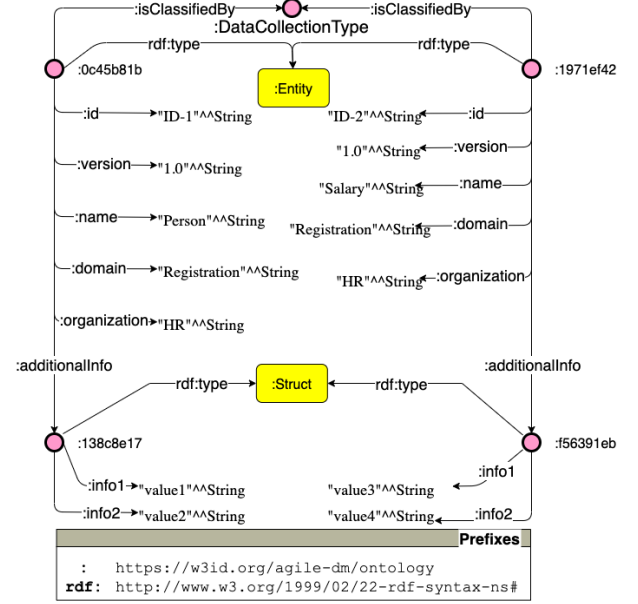 :isClassifiedBy :isClassifiedBy
:DataCollectionType
rdf:type rdf:type
:0c45b81b :1971ef42
:Entity
:id "ID-1"^^String "ID-2"^^String :id
"1.0"^^String :version
:version "1.0"^^String
"Salary"^^String :name
:name "Person"^^String
"Registration"^^String :domain
:domain "Registration"^^String
"HR"^^String :organization
:organization "HR"^^String
:additionalInfo :additionalInfo
rdf:type :Struct rdf:type
:138c8e17 :f56391eb
:info1
:info1 "value1"^^String "value3"^^String
:info2 "value2"^^String "value4"^^String :info2
Prefixes
: https://w3id.org/agile-dm/ontology
rdf: http://www.w3.org/1999/02/22-rdf-syntax-ns#